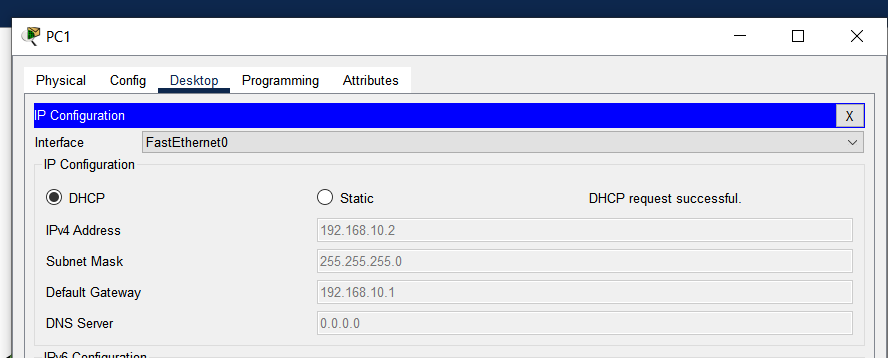 PC1
Physical Config Desktop Programming Attributes
IP Configuration X
Interface FastEthernet0
IP Configuration
DHCP Static DHCP request successful.
IPv4 Address 192.168.10.2
Subnet Mask 255.255.255.0
Default Gateway 192.168.10.1
DNS Server 0.0.0.0
IPv6 Configuration